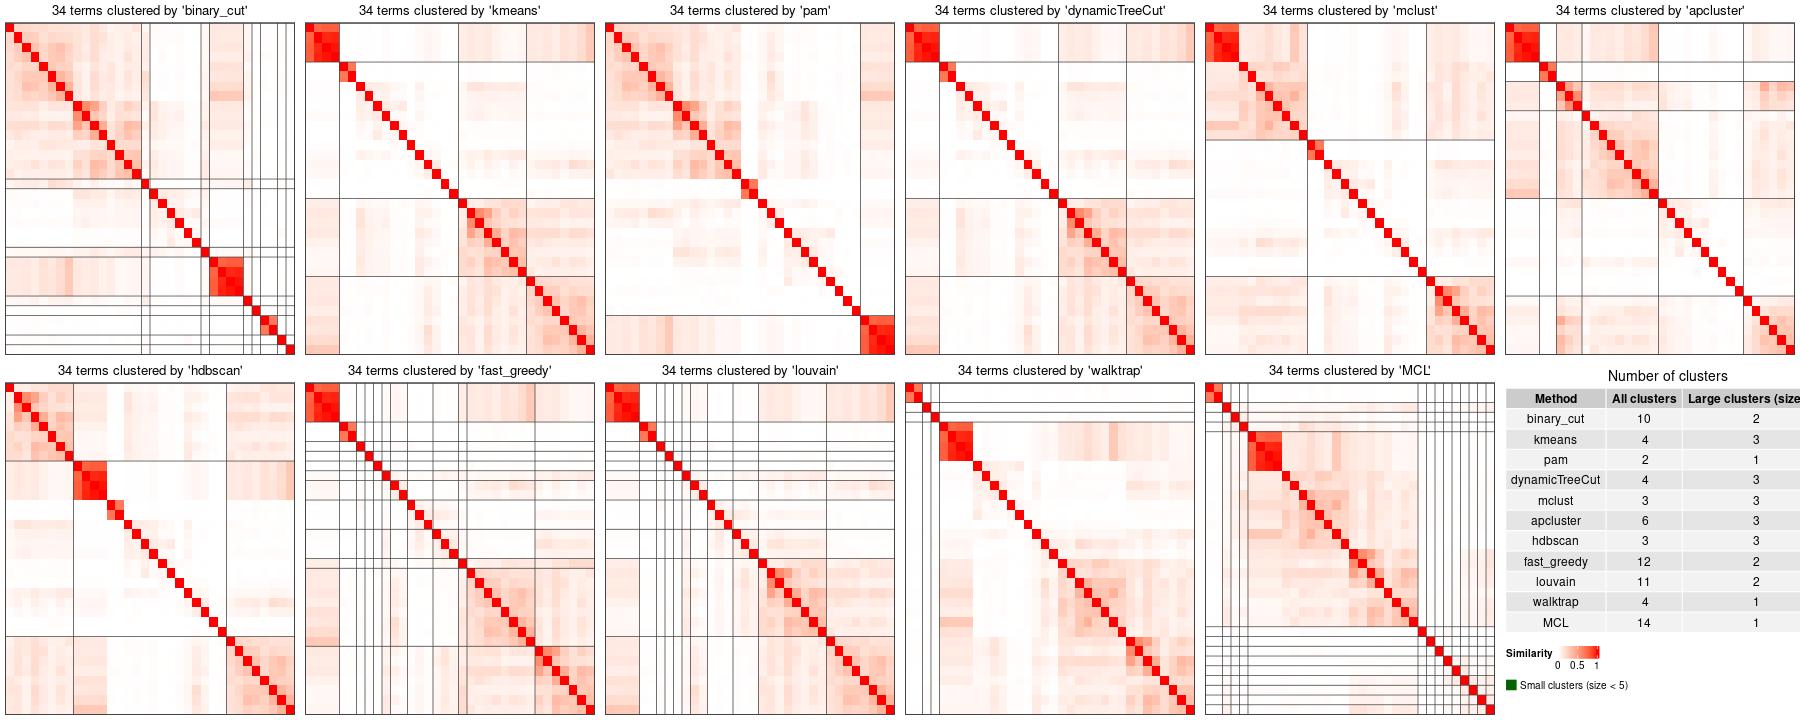 34 terms clustered by 'binary_cut'
34 terms clustered by 'kmeans'
34 terms clustered by 'pam'
34 terms clustered by 'dynamicTreeCut'
34 terms clustered by 'mclust'
34 terms clustered by 'apcluster'
34 terms clustered by 'hdbscan'
34 terms clustered by 'fast_greedy'
34 terms clustered by 'louvain'
34 terms clustered by 'walktrap'
34 terms clustered by 'MCL'
Number of clusters
Method All clusters Large clusters (size
binary_cut 10 2
kmeans 4 3
pam 2 1
dynamicTreeCut 4 3
mclust 3 3
apcluster 6 3
hdbscan 3 3
fast_greedy 12 2
louvain 11 2
walktrap 4 1
MCL 14 1
Similarity
0 0.5 1
Small clusters (size < 5)